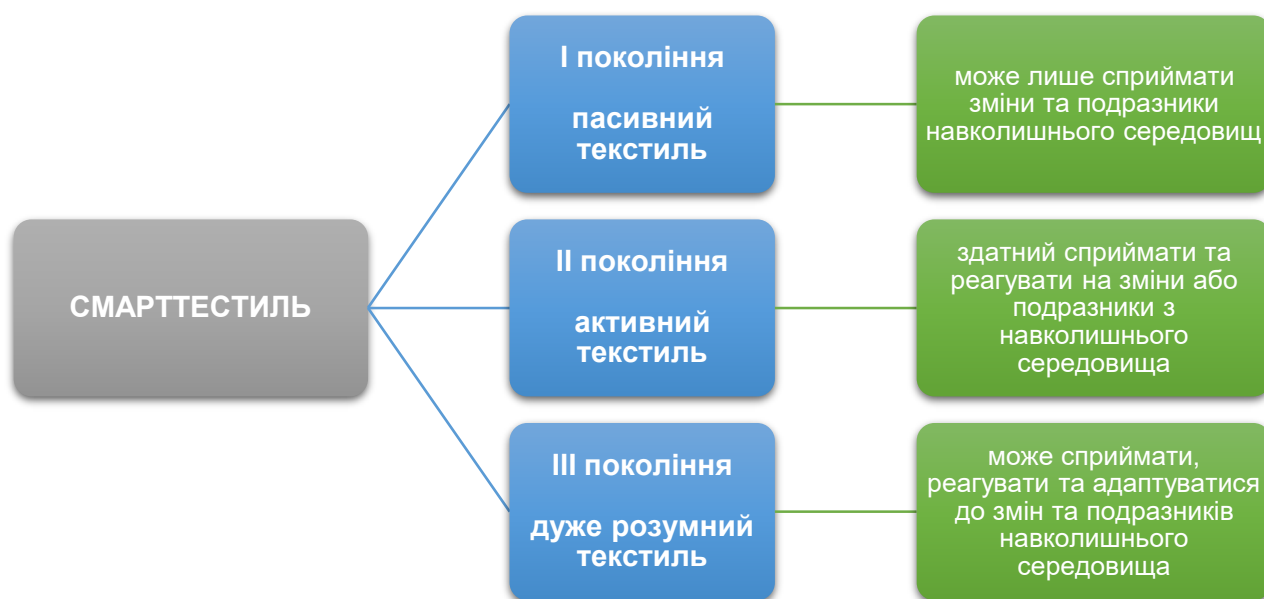 СМАРТТЕСТИЛЬ
I покоління
пасивний
текстиль
може лише сприймати
зміни та подразники
навколишнього середовищ
II покоління
активний
текстиль
здатний сприймати та
реагувати на зміни або
подразники з
навколишнього
середовища
III покоління
дуже розумний
текстиль
може сприймати,
реагувати та адаптуватися
до змін та подразників
навколишнього
середовища